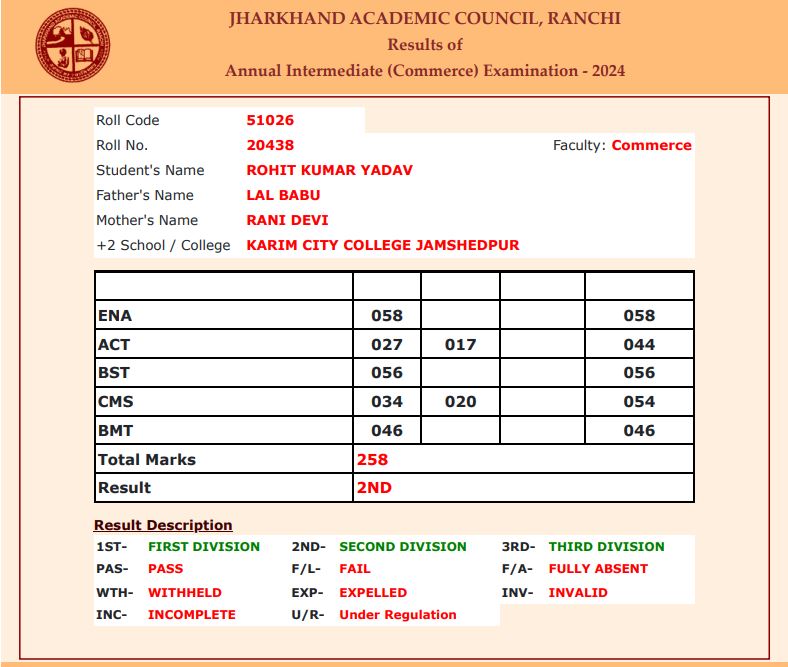 JHARKHAND ACADEMIC COUNCIL, RANCHI
Results of
Annual Intermediate (Commerce) Examination - 2024
Roll Code 51026
Roll No. 20438 Faculty: Commerce
Student's Name ROHIT KUMAR YADAV
Father's Name LAL BABU
Mother's Name RANI DEVI
+2 School / College KARIM CITY COLLEGE JAMSHEDPUR
ENA 058 058
ACT 027 017 044
BST 056 056
CMS 034 020 054
BMT 046 046
Total Marks 258
Result 2ND
Result Description
1ST- FIRST DIVISION 2ND- SECOND DIVISION 3RD- THIRD DIVISION
PAS- PASS F/L- FAIL F/A- FULLY ABSENT
WTH- WITHHELD EXP- EXPELLED INV- INVALID
INC- INCOMPLETE U/R- Under Regulation